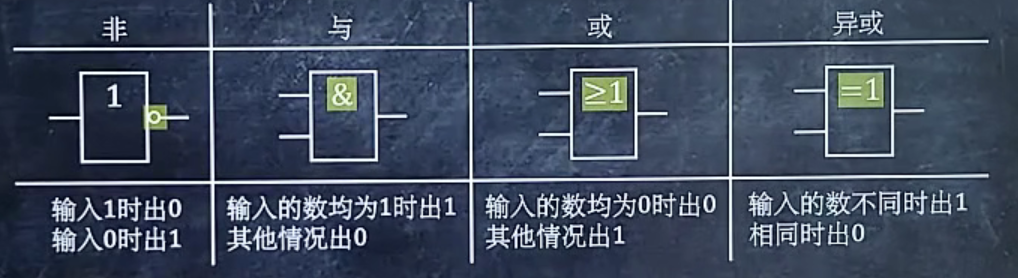 非
与
或
异或
1
&
≥1
=1
输入1时出0
输入0时出1
输入的数均为1时出1
其他情况出0
输入的数均为0时出0
其他情况出1
输入的数不同时出1
相同时出0